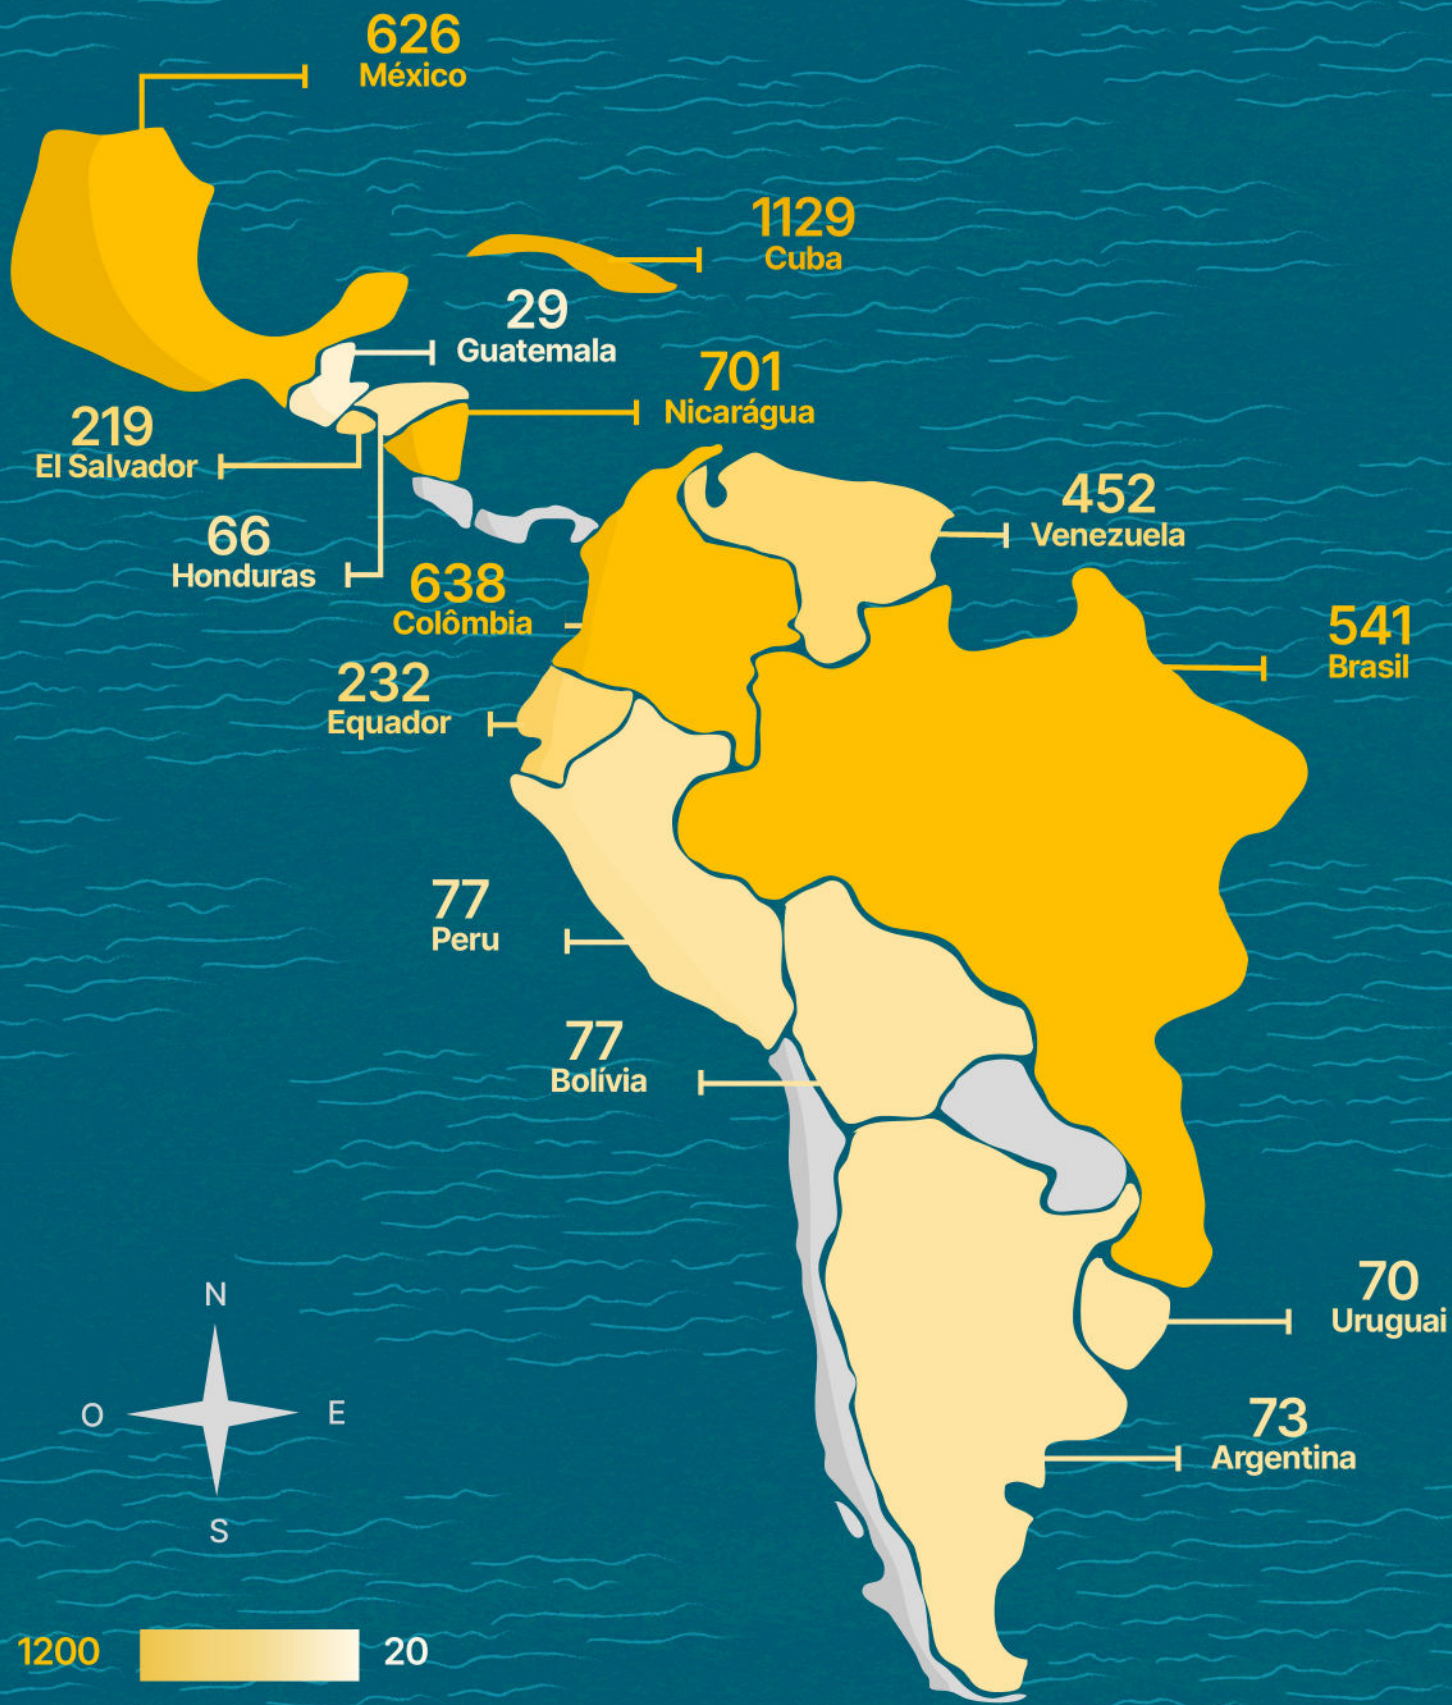 626
México
1129
Cuba
29
Guatemala
701
Nicarágua
219
El Salvador
452
Venezuela
66
Honduras
638
Colômbia
541
Brasil
232
Equador
77
Peru
77
Bolívia
70
Uruguai
N
O
E
S
73
Argentina
1200
20